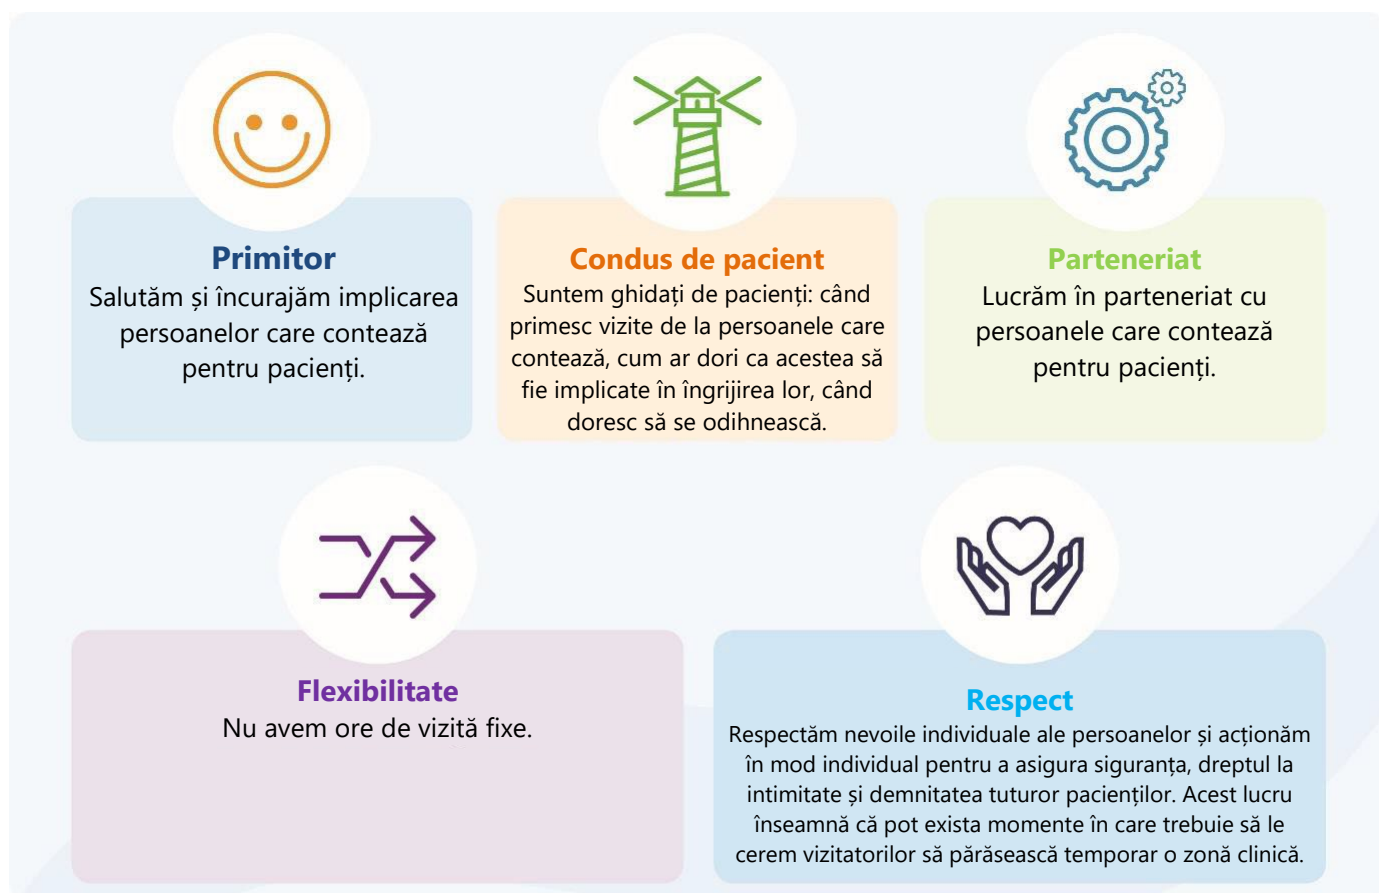 Primitor
Salutăm și încurajăm implicarea
persoanelor care contează
pentru pacienți.
Condus de pacient
Suntem ghidați de pacienți: când
primesc vizite de la persoanele care
contează, cum ar dori ca acestea să
fie implicate în îngrijirea lor, când
doresc să se odihnească.
Parteneriat
Lucrăm în parteneriat cu
persoanele care contează
pentru pacienți.
Flexibilitate
Nu avem ore de vizită fixe.
Respect
Respectăm nevoile individuale ale persoanelor și acționăm
în mod individual pentru a asigura siguranța, dreptul la
intimitate și demnitatea tuturor pacienților. Acest lucru
înseamnă că pot exista momente în care trebuie să le
cerem vizitatorilor să părăsească temporar o zonă clinică.